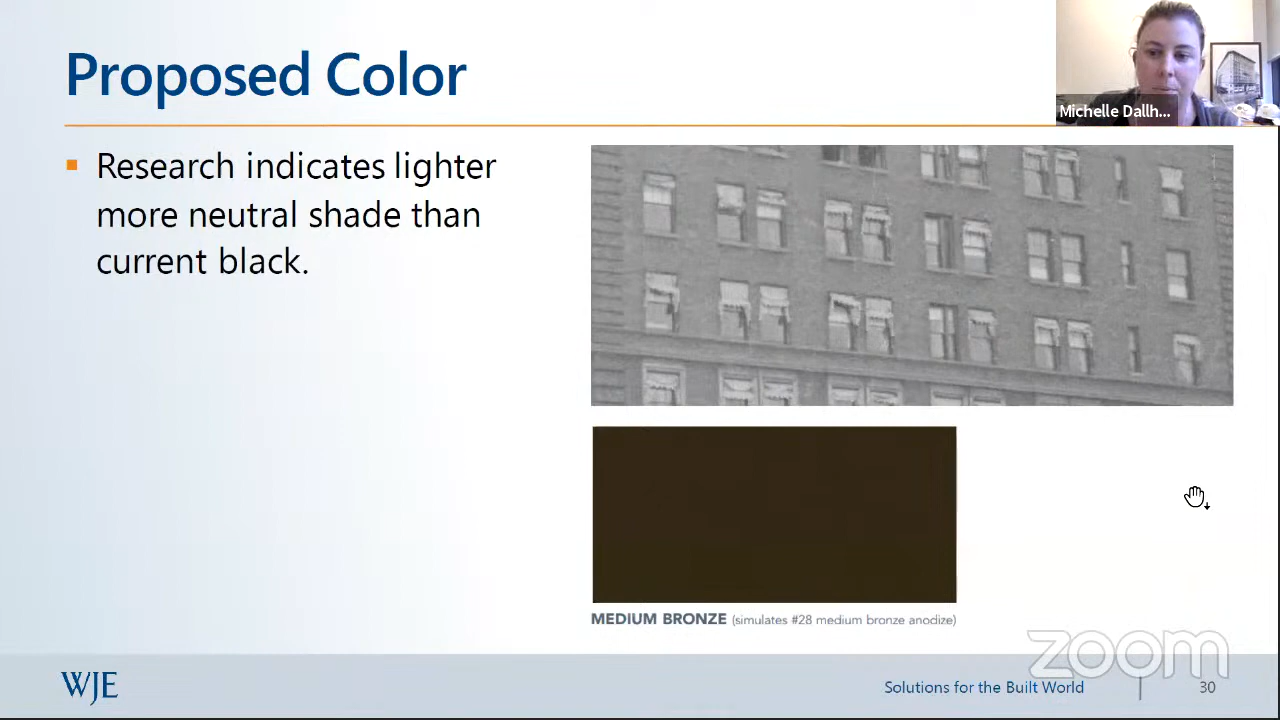 Proposed Color
Michelle Dallh...
Research indicates lighter
more neutral shade than
current black.
MEDIUM BRONZE (simulates #28 medium bronze anodize)
zoom
WJE
Solutions for the Built World
30